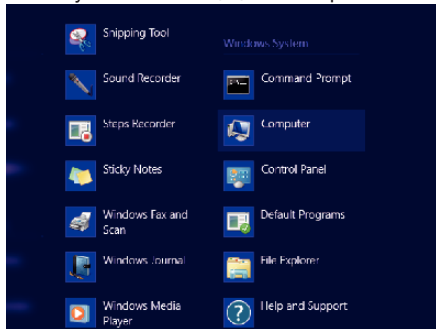 Snipping Tool
Sound Recorder
Steps Recorder
Sticky Notes
Windows Fax and
Scan
Windows Journal
Windows Media
Player
Windows System
Command Prompt
Computer
Control Panel
Default Programs
File Explorer
Help and Support